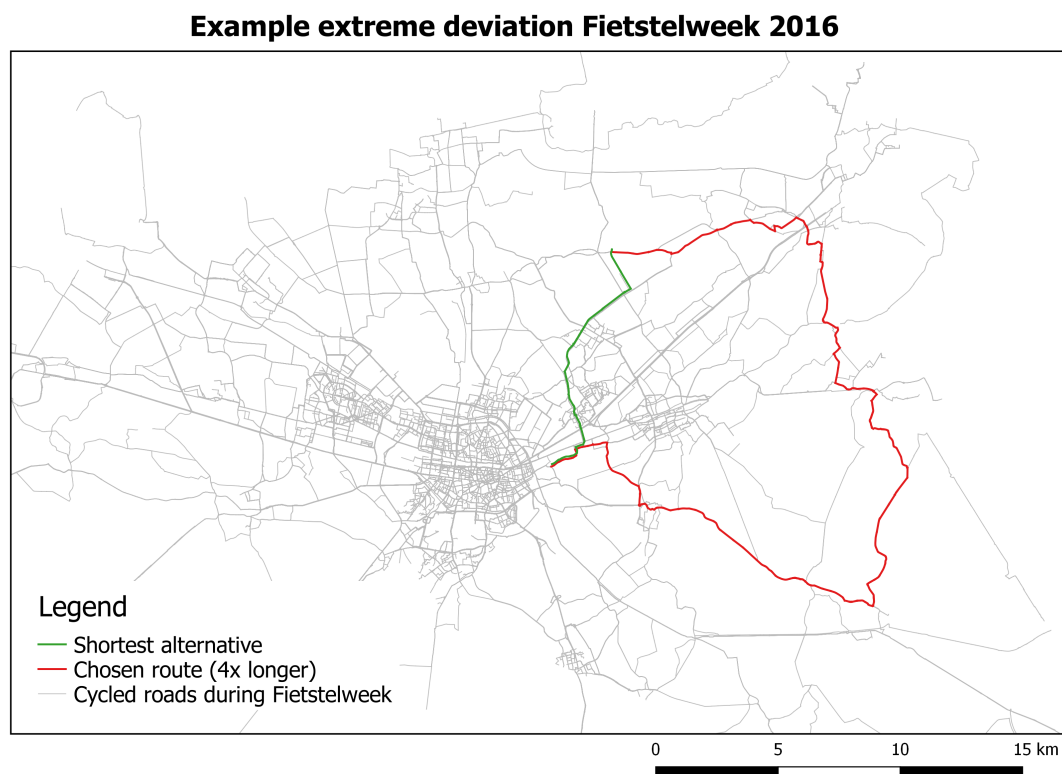 Example extreme deviation Fietstelweek 2016
Legend
Shortest alternative
Chosen route (4x longer)
Cycled roads during Fietstelweek
0 5 10 15 km